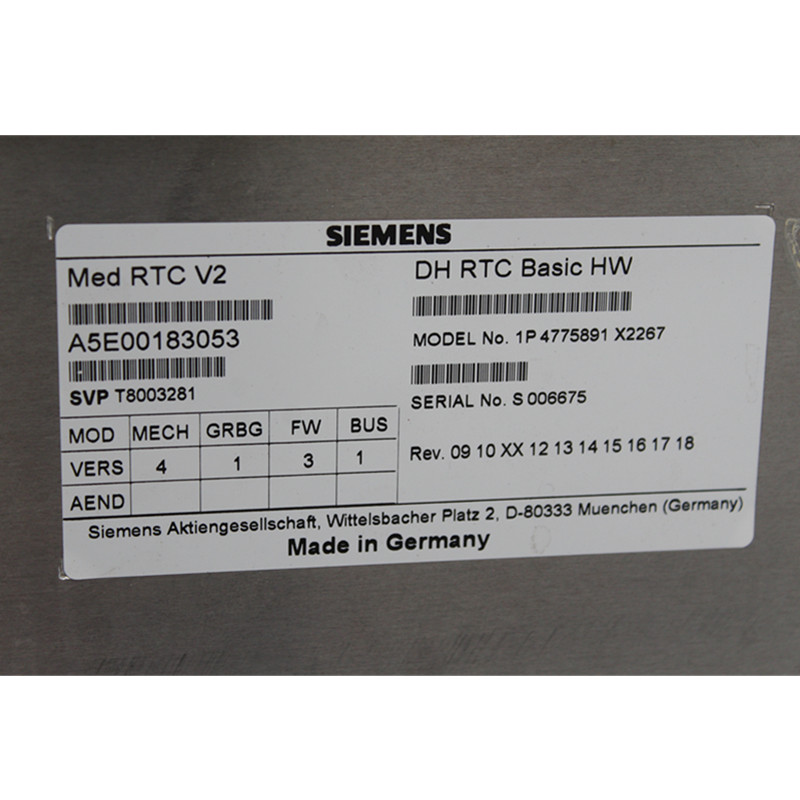 SIEMENS
Med RTC V2
A5E00183053
SVP T8003281
DH RTC Basic HW
MODEL No. 1P 4775891 X2267
SERIAL No. S 006675
Rev. 09 10 XX 12 13 14 15 16 17 18
MOD MECH GRBG FW BUS
VERS 4 1 3 1
AEND
Siemens Aktiengesellschaft, Wittelsbacher Platz 2, D-80333 Muenchen (Germany)
Made in Germany